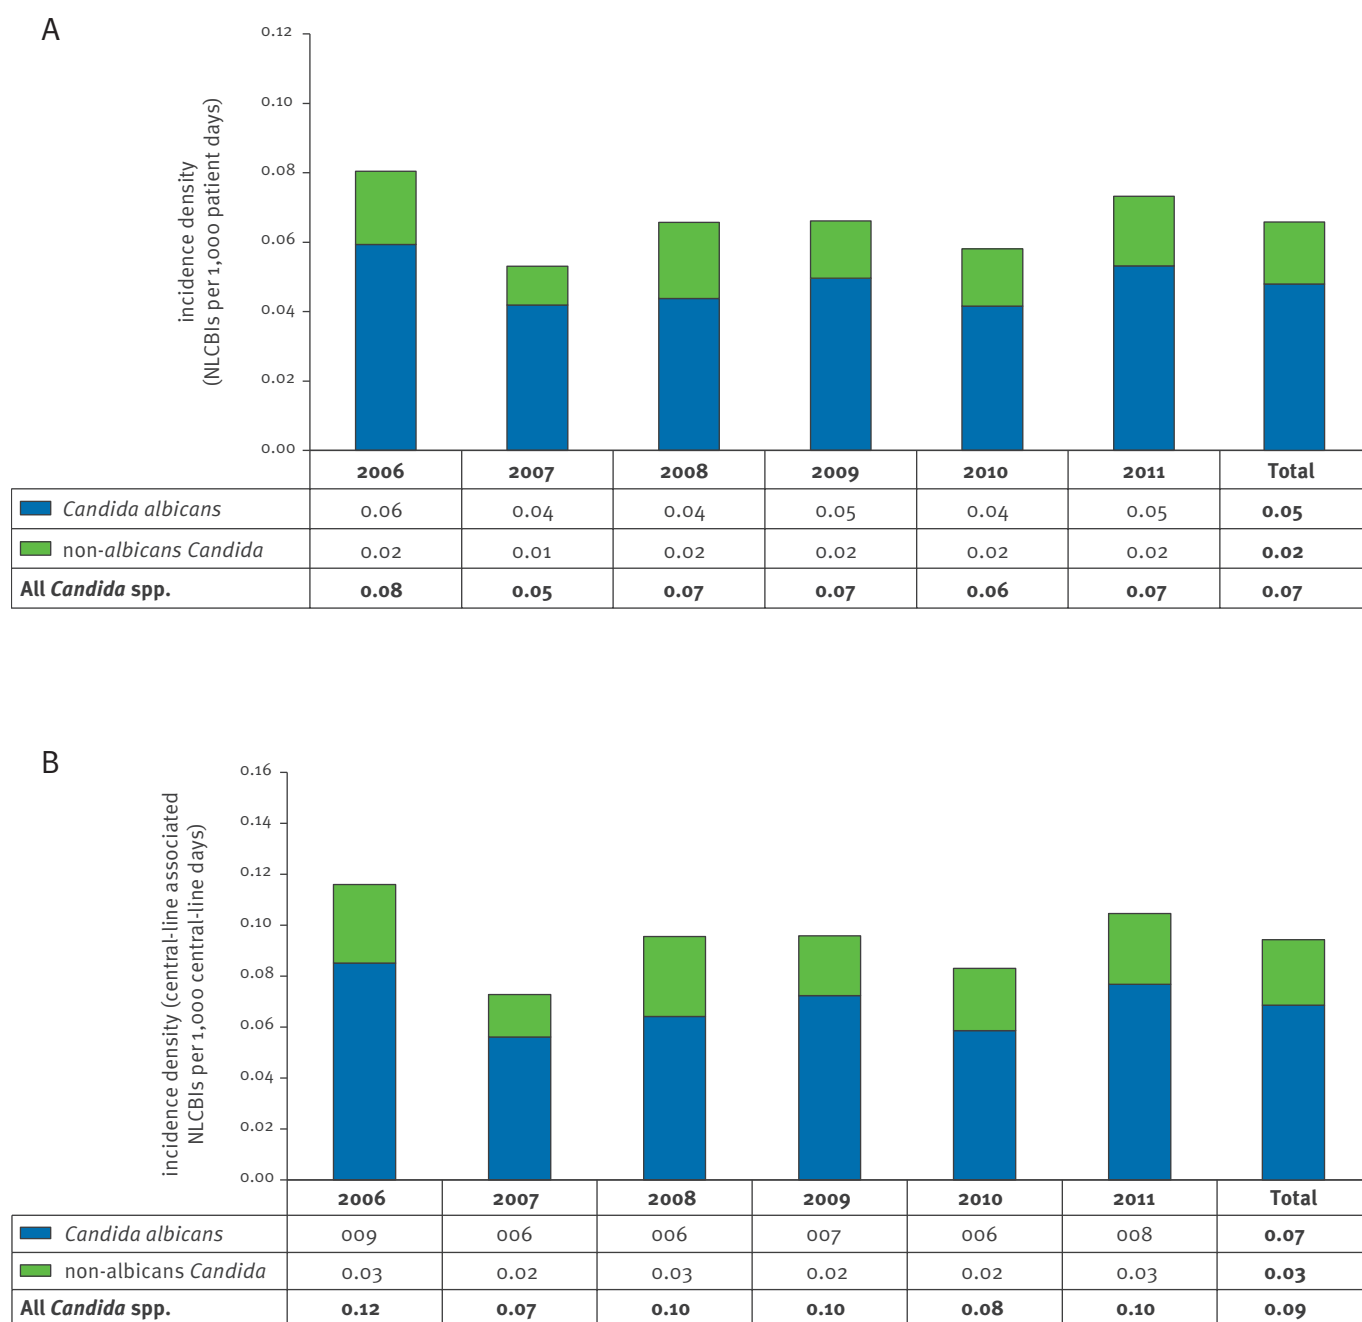 A
0.12
0.10
0.08
0.06
0.04
0.02
0.00
incidence density
(NLCBIs per 1,000 patient days)
2006 2007 2008 2009 2010 2011 Total
Candida albicans 0.06 0.04 0.04 0.05 0.04 0.05 0.05
non-albicans Candida 0.02 0.01 0.02 0.02 0.02 0.02 0.02
All Candida spp. 0.08 0.05 0.07 0.07 0.06 0.07 0.07
B
0.16
0.14
0.12
0.10
0.08
0.06
0.04
0.02
0.00
incidence density (central-line associated
NLCBIs per 1,000 central-line days)
2006 2007 2008 2009 2010 2011 Total
Candida albicans 009 006 006 007 006 008 0.07
non-albicans Candida 0.03 0.02 0.03 0.02 0.02 0.03 0.03
All Candida spp. 0.12 0.07 0.10 0.10 0.08 0.10 0.09